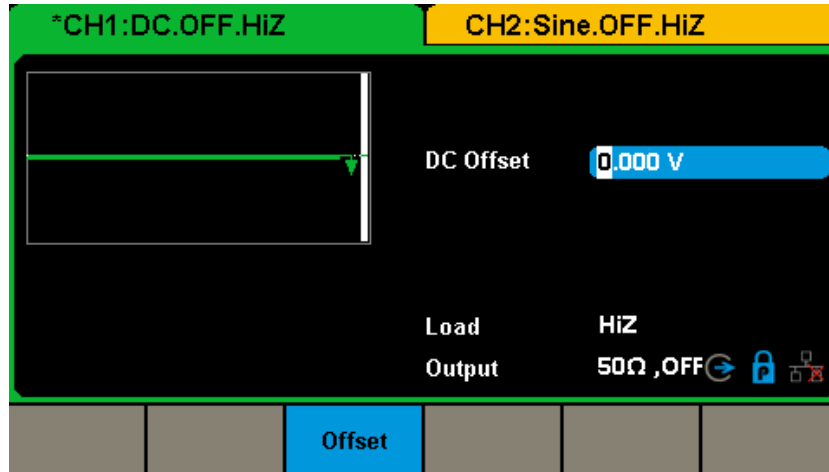 *CH1:DC.OFF.HiZ
CH2:Sine.OFF.HiZ
DC Offset 0.000 V
Load HiZ
Output 50Ω ,OFF
P
Offset